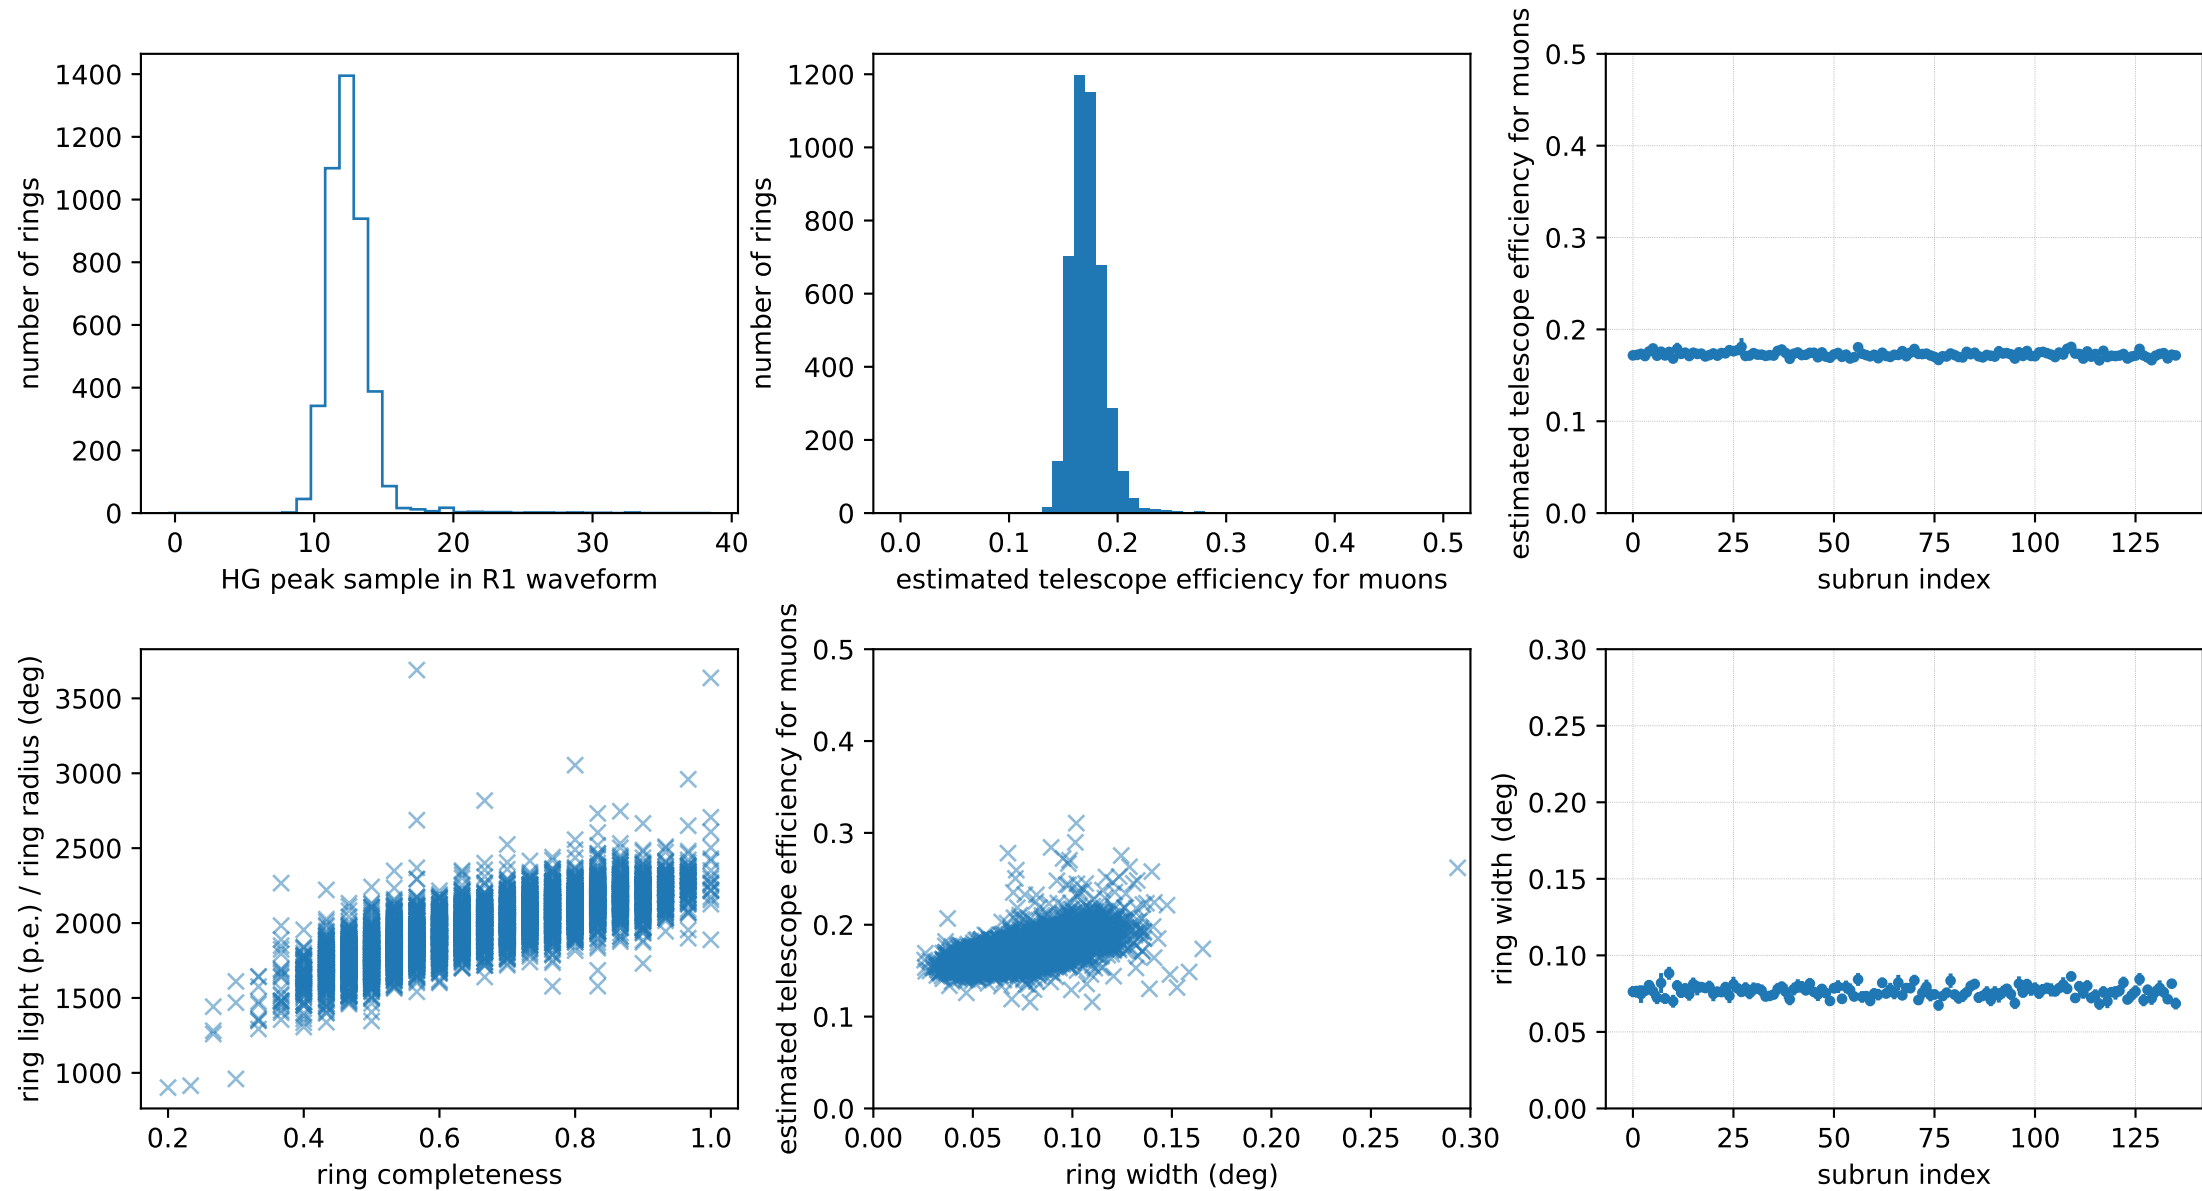 number of rings
1400
1200
1000
800
600
400
200
0
0 10 20 30 40
HG peak sample in R1 waveform
number of rings
1200
1000
800
600
400
200
0
0.0 0.1 0.2 0.3 0.4 0.5
estimated telescope efficiency for muons
estimated telescope efficiency for muons
0.5
0.4
0.3
0.2
0.1
0.0
0 25 50 75 100 125
subrun index
ring light (p.e.) / ring radius (deg)
3500
3000
2500
2000
1500
1000
0.2 0.4 0.6 0.8 1.0
ring completeness
estimated telescope efficiency for muons
0.5
0.4
0.3
0.2
0.1
0.0
0.00 0.05 0.10 0.15 0.20 0.25 0.30
ring width (deg)
ring width (deg)
0.30
0.25
0.20
0.15
0.10
0.05
0.00
0 25 50 75 100 125
subrun index